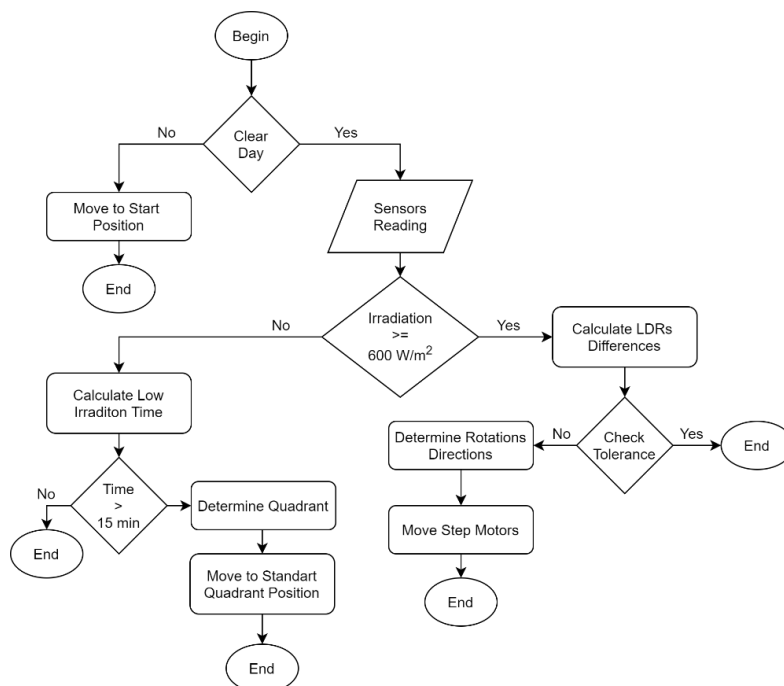 Begin
No
Clear
Day
Yes
Move to Start
Position
Sensors
Reading
End
No
Irradiation
>=
600 W/m²
Yes
Calculate LDRs
Differences
Calculate Low
Irraditon Time
Determine Rotations
Directions
No
Check
Tolerance
Yes
End
No
Time
>
15 min
Determine Quadrant
Move Step Motors
End
Move to Standart
Quadrant Position
End
End